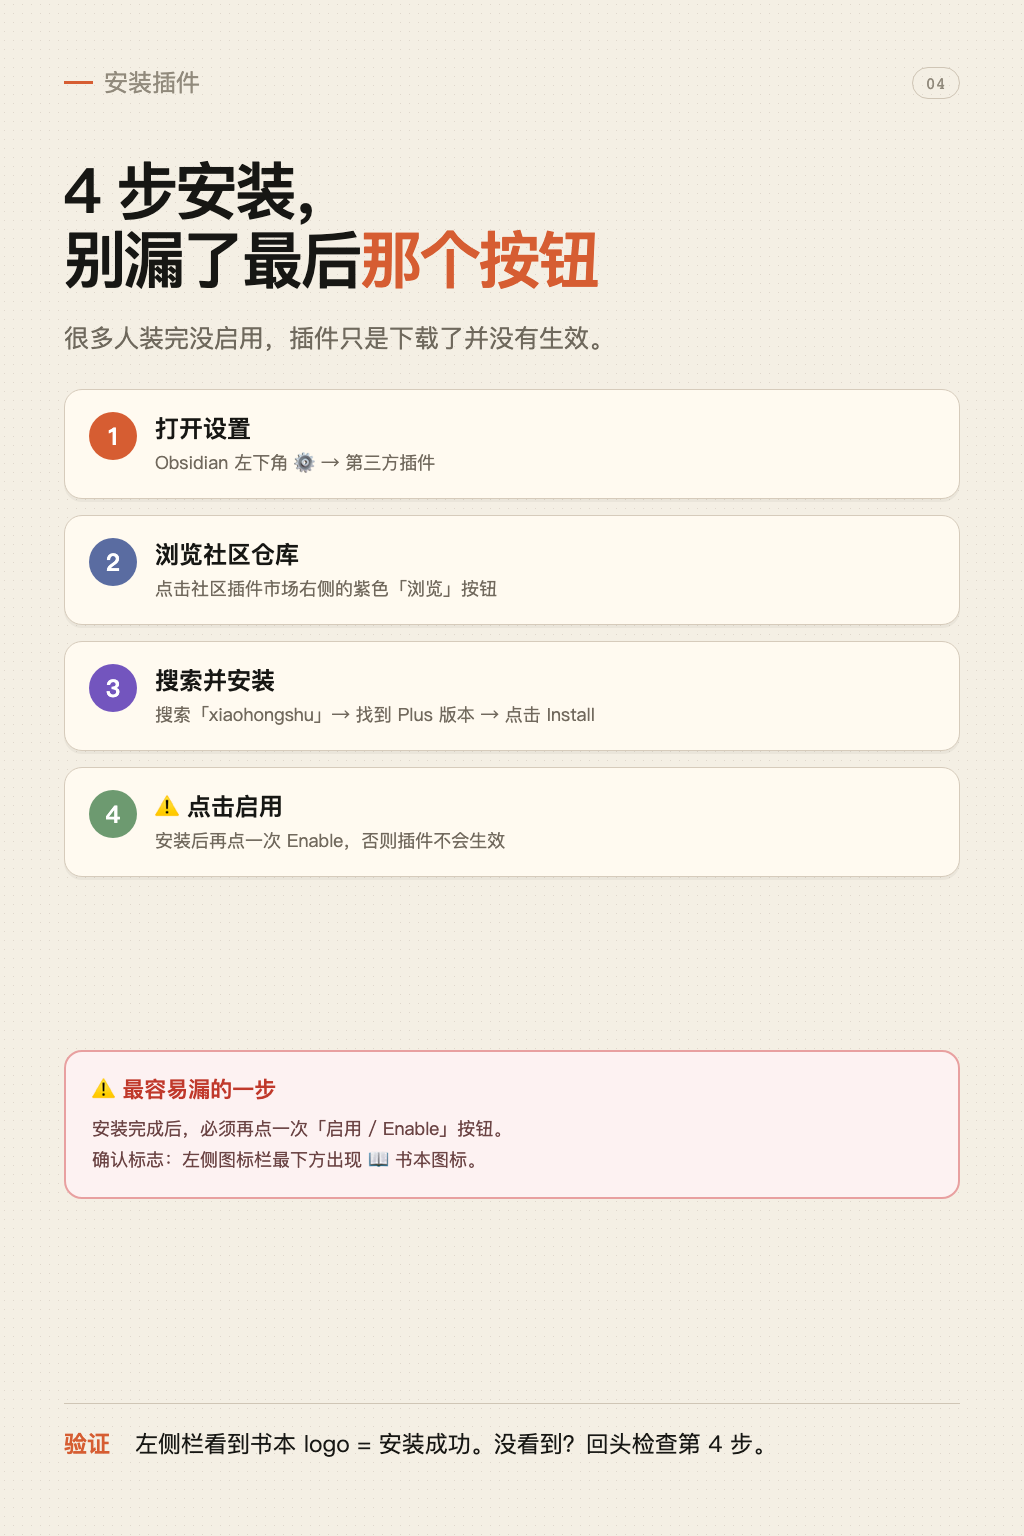 安装插件
04
4 步安装，
别漏了最后那个按钮
很多人装完没启用，插件只是下载了并没有生效。
1
打开设置
Obsidian 左下角 ⚙️ → 第三方插件
2
浏览社区仓库
点击社区插件市场右侧的紫色「浏览」按钮
3
搜索并安装
搜索「xiaohongshu」→ 找到 Plus 版本 → 点击 Install
4
⚠️ 点击启用
安装后再点一次 Enable，否则插件不会生效
⚠️ 最容易漏的一步
安装完成后，必须再点一次「启用 / Enable」按钮。
确认标志：左侧图标栏最下方出现 📖 书本图标。
验证 左侧栏看到书本 logo = 安装成功。没看到？回头检查第 4 步。